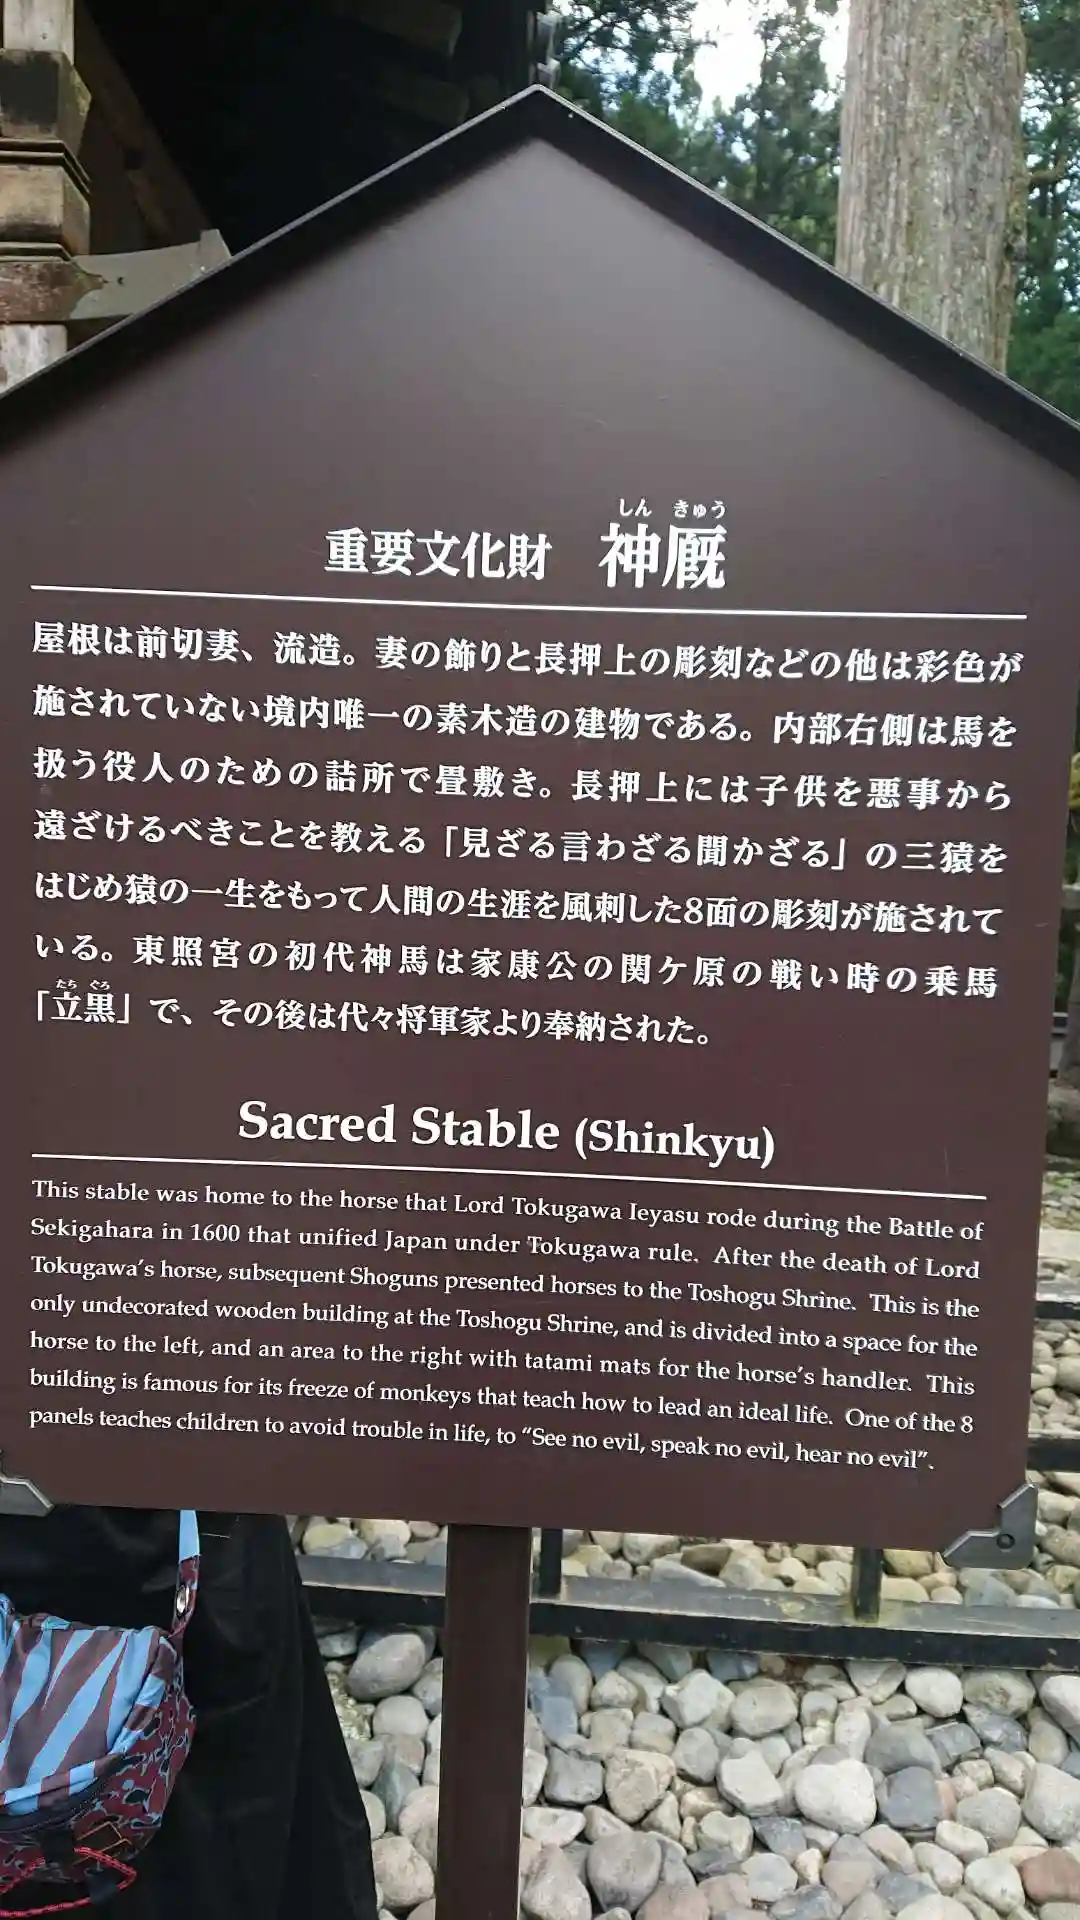 しん きゅう
重要文化財 神厩
屋根は前切妻、流造。妻の飾りと長押上の彫刻などの他は彩色が
施されていない境内唯一の素木造の建物である。内部右側は馬を
扱う役人のための詰所で畳敷き。長押上には子供を悪事から
遠ざけるべきことを教える「見ざる言わざる聞かざる」の三猿を
はじめ猿の一生をもって人間の生涯を風刺した8面の彫刻が施されて
いる。東照宮の初代神馬は家康公の関ケ原の戦い時の乗馬
たち ぐろ
「立黒」で、その後は代々将軍家より奉納された。
Sacred Stable (Shinkyu)
This stable was home to the horse that Lord Tokugawa Ieyasu rode during the Battle of
Sekigahara in 1600 that unified Japan under Tokugawa rule. After the death of Lord
Tokugawa's horse, subsequent Shoguns presented horses to the Toshogu Shrine. This is the
only undecorated wooden building at the Toshogu Shrine, and is divided into a space for the
horse to the left, and an area to the right with tatami mats for the horse's handler. This
building is famous for its freeze of monkeys that teach how to lead an ideal life. One of the 8
panels teaches children to avoid trouble in life, to "See no evil, speak no evil, hear no evil".